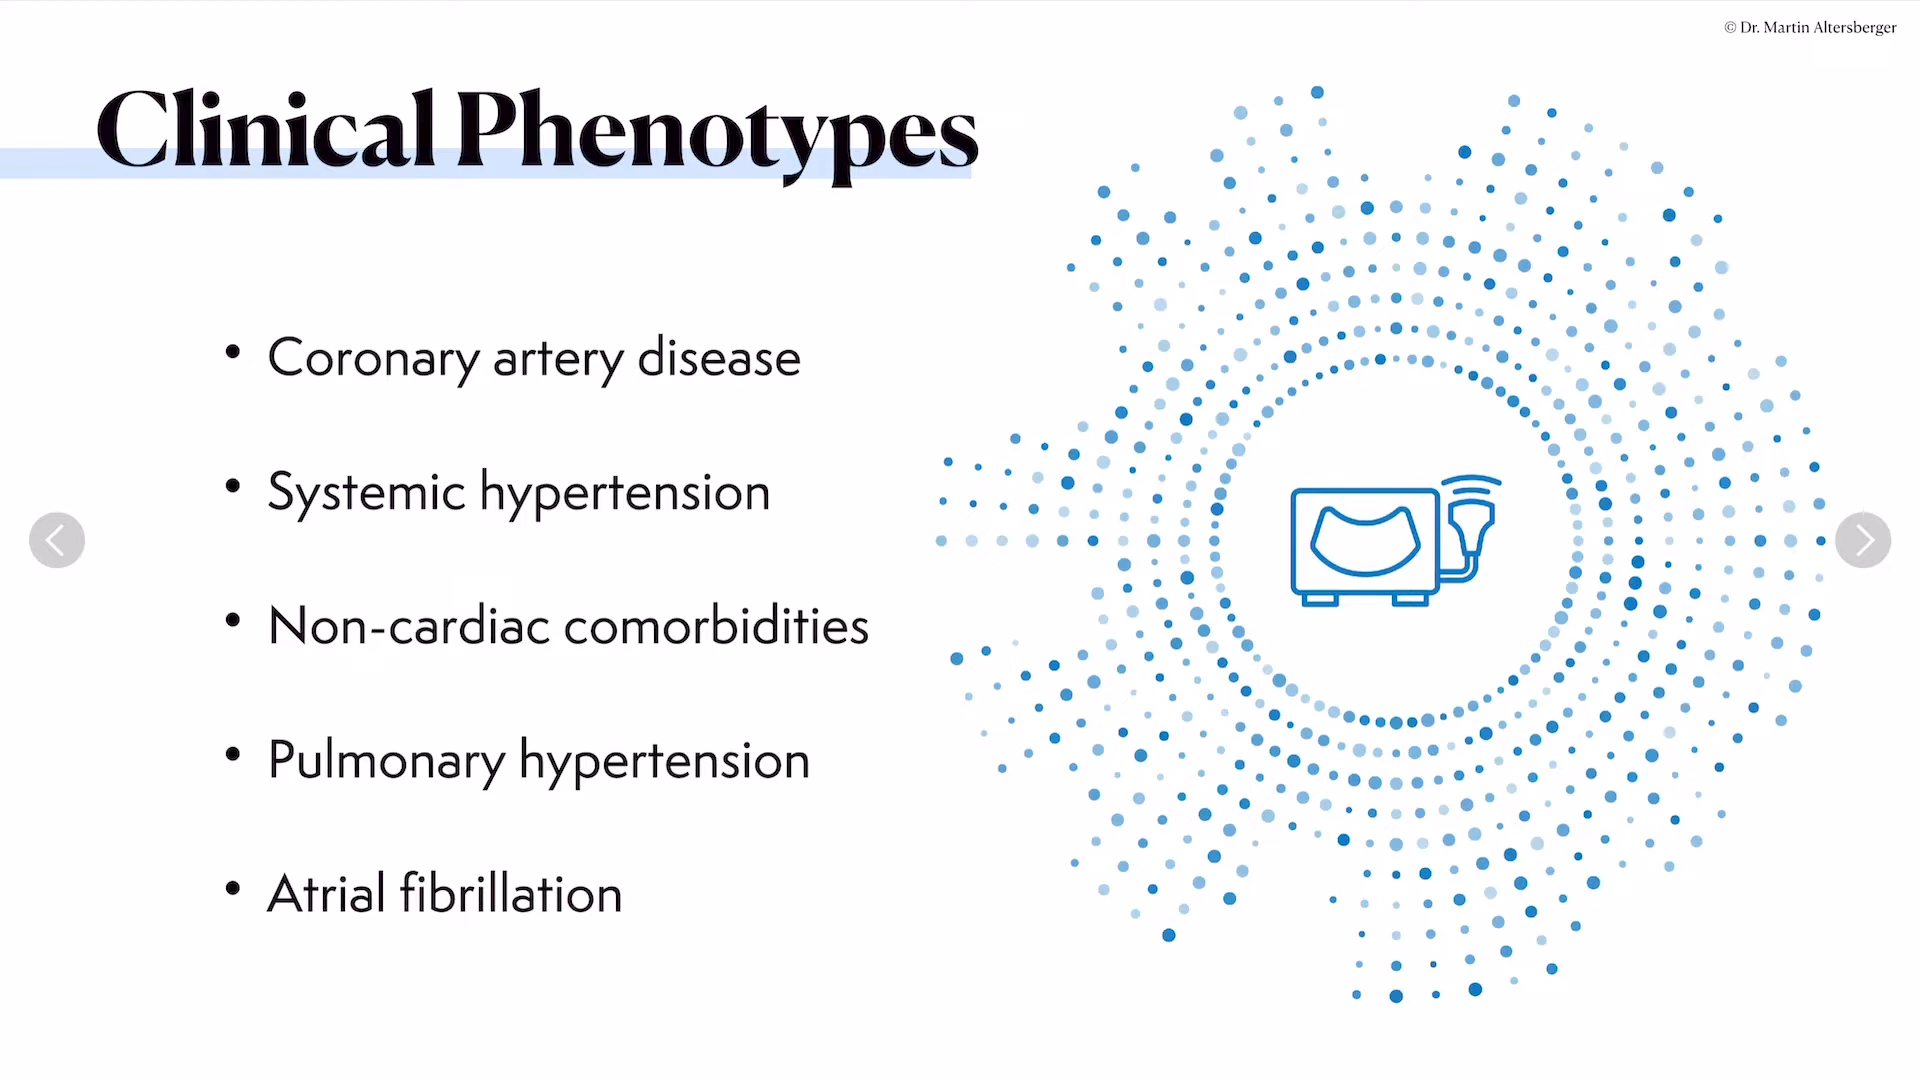 © Dr. Martin Altersberger
Clinical Phenotypes
• Coronary artery disease
• Systemic hypertension
• Non-cardiac comorbidities
• Pulmonary hypertension
• Atrial fibrillation